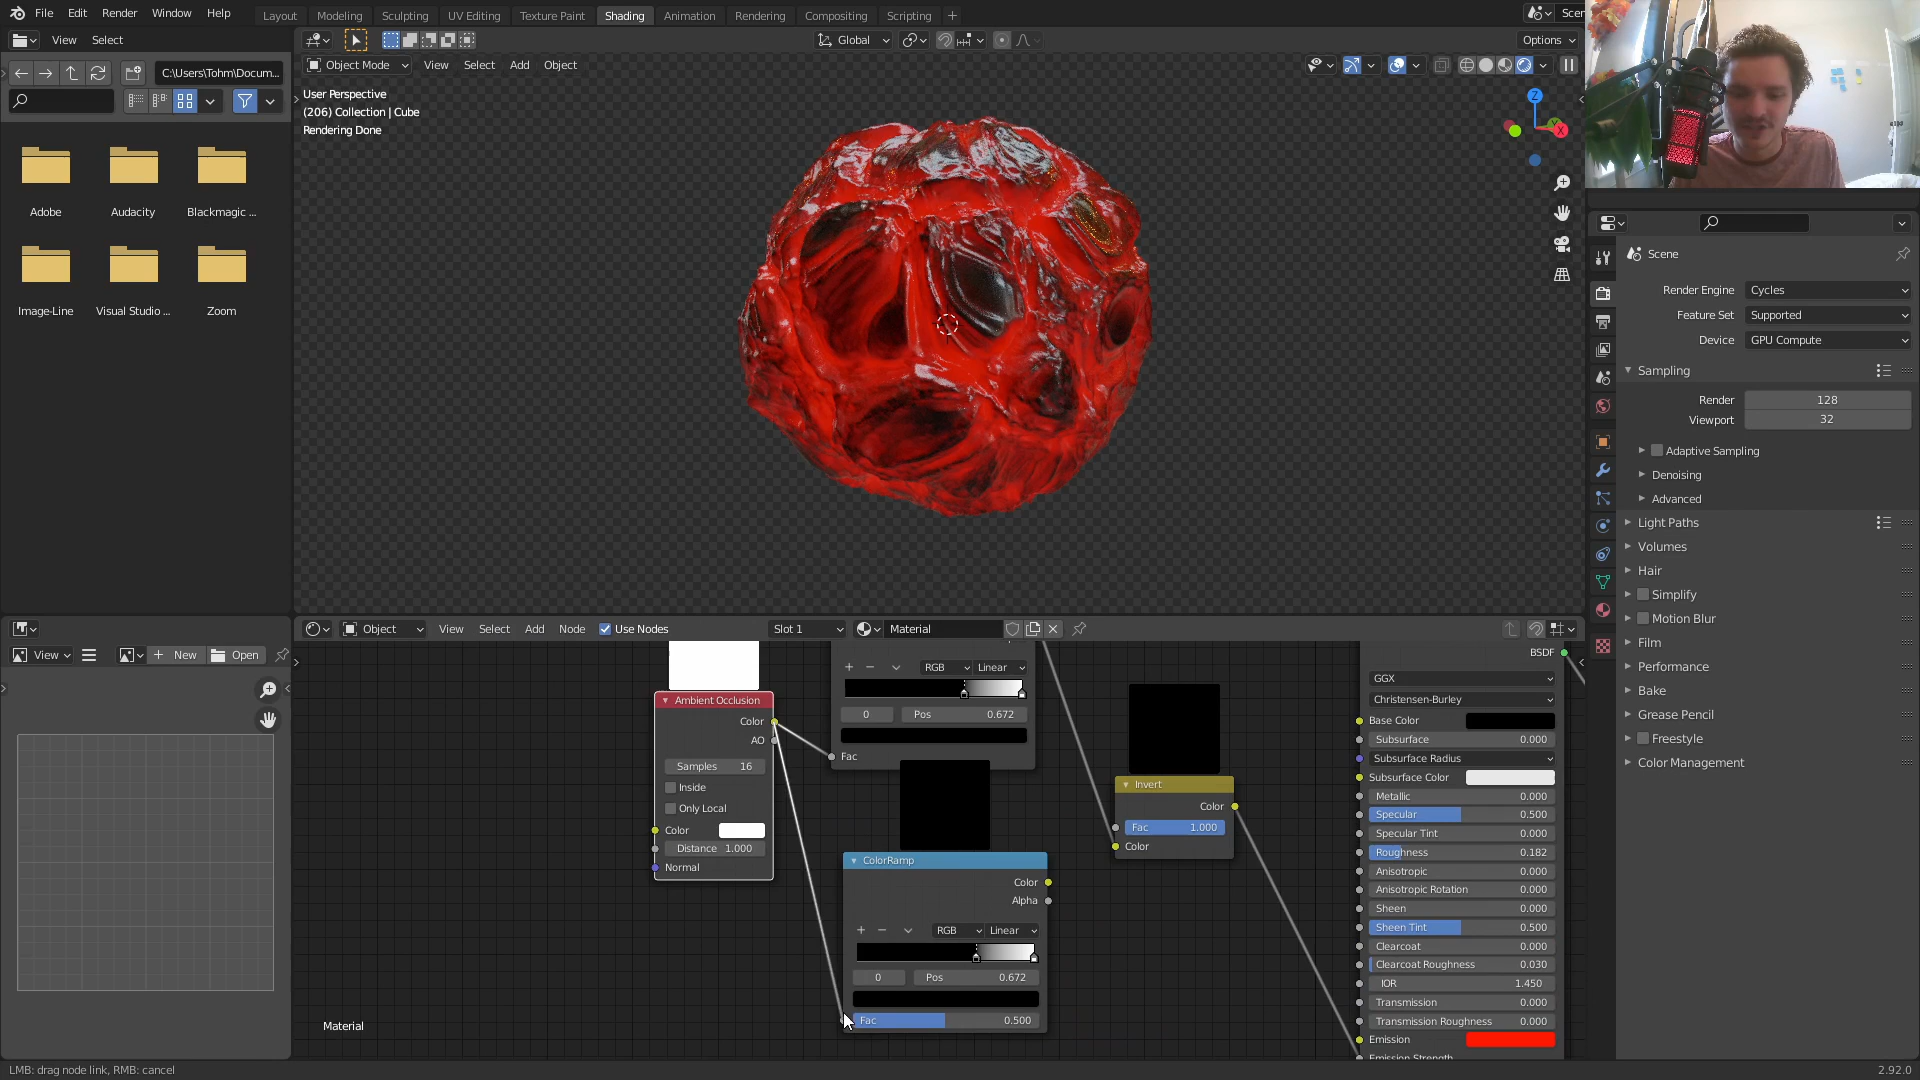 File Edit Render Window Help
Layout Modeling Sculpting UV Editing Texture Paint Shading Animation Rendering Compositing Scripting +
Scen
View Select
Global
Options
C:\Users\Tohm\Docum...
Object Mode View Select Add Object
User Perspective
(206) Collection | Cube
Rendering Done
Z
Y
X
Adobe Audacity Blackmagic ...
Image-Line Visual Studio ... Zoom
Scene
Render Engine Cycles
Feature Set Supported
Device GPU Compute
Sampling
Render 128
Viewport 32
Adaptive Sampling
Denoising
Advanced
Light Paths
Volumes
Hair
Simplify
Motion Blur
Film
Performance
Bake
Grease Pencil
Freestyle
Color Management
View New Open
Object View Select Add Node Use Nodes Slot 1 Material
RGB Linear
0 Pos 0.672
Fac
Ambient Occlusion
Color
AO
Samples 16
Inside
Only Local
Color
Distance 1.000
Normal
ColorRamp
Color
Alpha
RGB Linear
0 Pos 0.672
Fac 0.500
Invert
Color
Fac 1.000
Color
BSDF
GGX
Christensen-Burley
Base Color
Subsurface 0.000
Subsurface Radius
Subsurface Color
Metallic 0.000
Specular 0.500
Specular Tint 0.000
Roughness 0.182
Anisotropic 0.000
Anisotropic Rotation 0.000
Sheen 0.000
Sheen Tint 0.500
Clearcoat 0.000
Clearcoat Roughness 0.030
IOR 1.450
Transmission 0.000
Transmission Roughness 0.000
Emission
Emission Strength
Material
LMB: drag node link, RMB: cancel
2.92.0